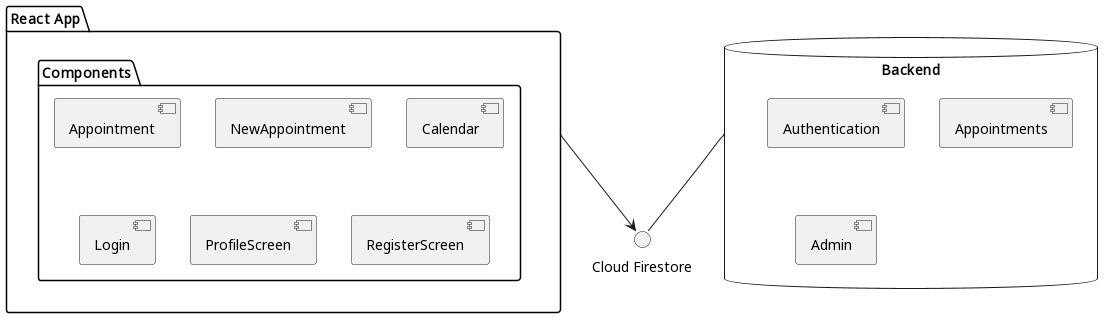 React App
Components
Appointment
NewAppointment
Calendar
Login
ProfileScreen
RegisterScreen
Cloud Firestore
Backend
Authentication
Appointments
Admin